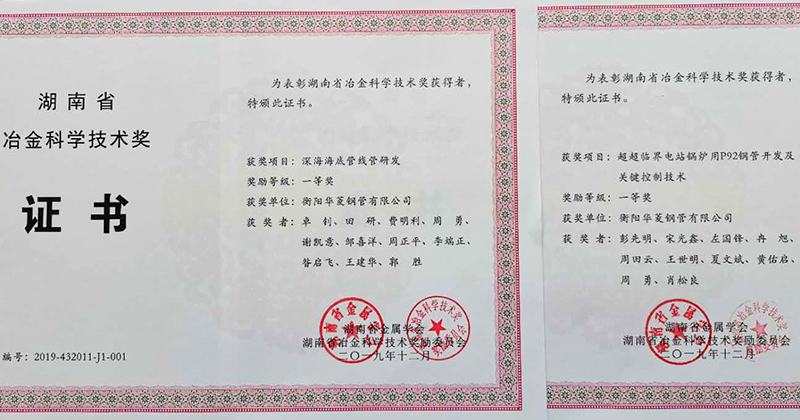 湖南省
冶金科学技术奖
证书
编号：2019-432011-J1-001
为表彰湖南省冶金科学技术奖获得者，
特颁此证书。
获奖项目：深海海底管线管研发
奖励等级：一等奖
获奖单位：衡阳华菱钢管有限公司
获奖者：卓钊、田研、费明利、周勇、
谢凯意、邹喜洋、周正平、李端正、
昝启飞、王建华、郭胜
湖南省金属学会
湖南省冶金科学技术奖励委员会
二〇一九年十二月
为表彰湖南省冶金科学技术奖获得者，
特颁此证书。
获奖项目：超超临界电站锅炉用P92钢管开发及
关键控制技术
奖励等级：一等奖
获奖单位：衡阳华菱钢管有限公司
获奖者：彭先明、宋光鑫、左国锋、冉旭、
周田云、王世明、夏文斌、黄佑启、
周勇、肖松良
湖南省金属学会
湖南省冶金科学技术奖励委员会
二〇一九年十二月